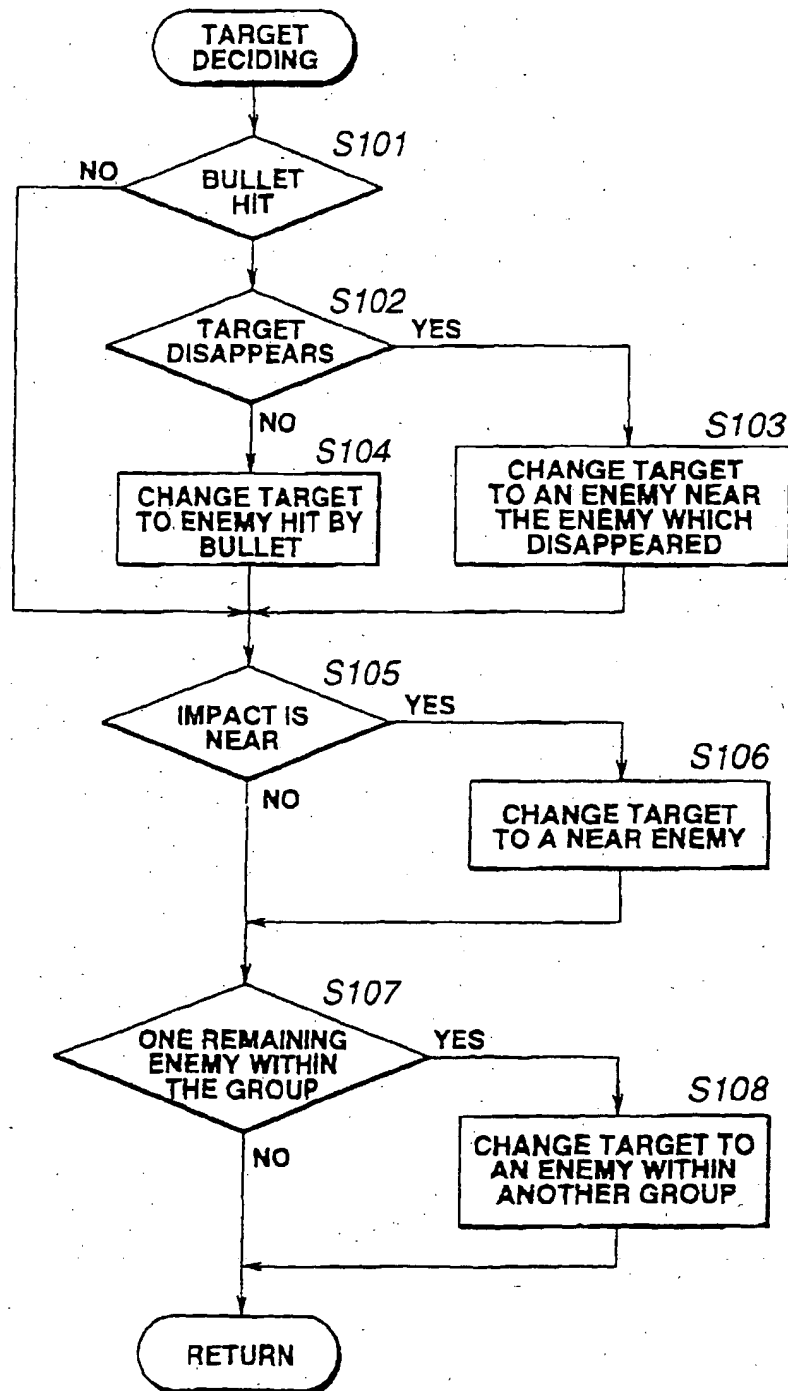 TARGET
DECIDING
S101
NO
BULLET
HIT
S102
TARGET
DISAPPEARS
YES
NO
S103
S104
CHANGE TARGET
TO AN ENEMY NEAR
THE ENEMY WHICH
DISAPPEARED
CHANGE TARGET
TO ENEMY HIT BY
BULLET
S105
IMPACT IS
NEAR
YES
NO
S106
CHANGE TARGET
TO A NEAR ENEMY
S107
ONE REMAINING
ENEMY WITHIN
THE GROUP
YES
NO
S108
CHANGE TARGET TO
AN ENEMY WITHIN
ANOTHER GROUP
RETURN